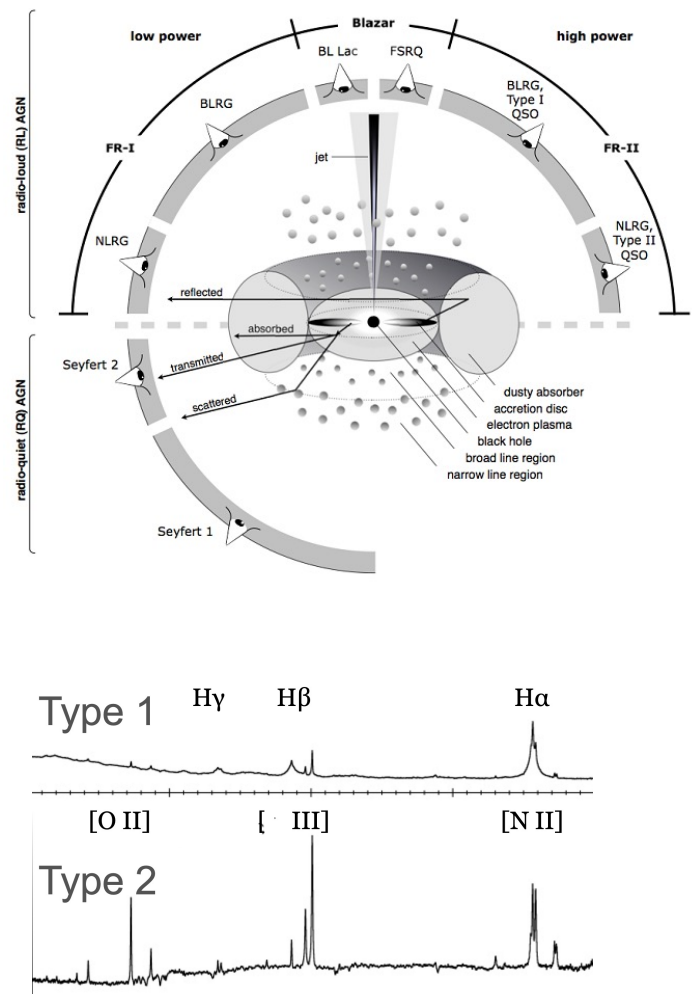 low power
Blazar
high power
BL Lac
FSRQ
BLRG
BLRG,
Type I
QSO
jet
FR-I
FR-II
radio-loud (RL) AGN
NLRG
NLRG,
Type II
QSO
reflected
absorbed
Seyfert 2
transmitted
scattered
dusty absorber
accretion disc
electron plasma
black hole
broad line region
narrow line region
radio-quiet (RQ) AGN
Seyfert 1
Type 1
Hγ
Hβ
Hα
[O II]
[ III]
[N II]
Type 2